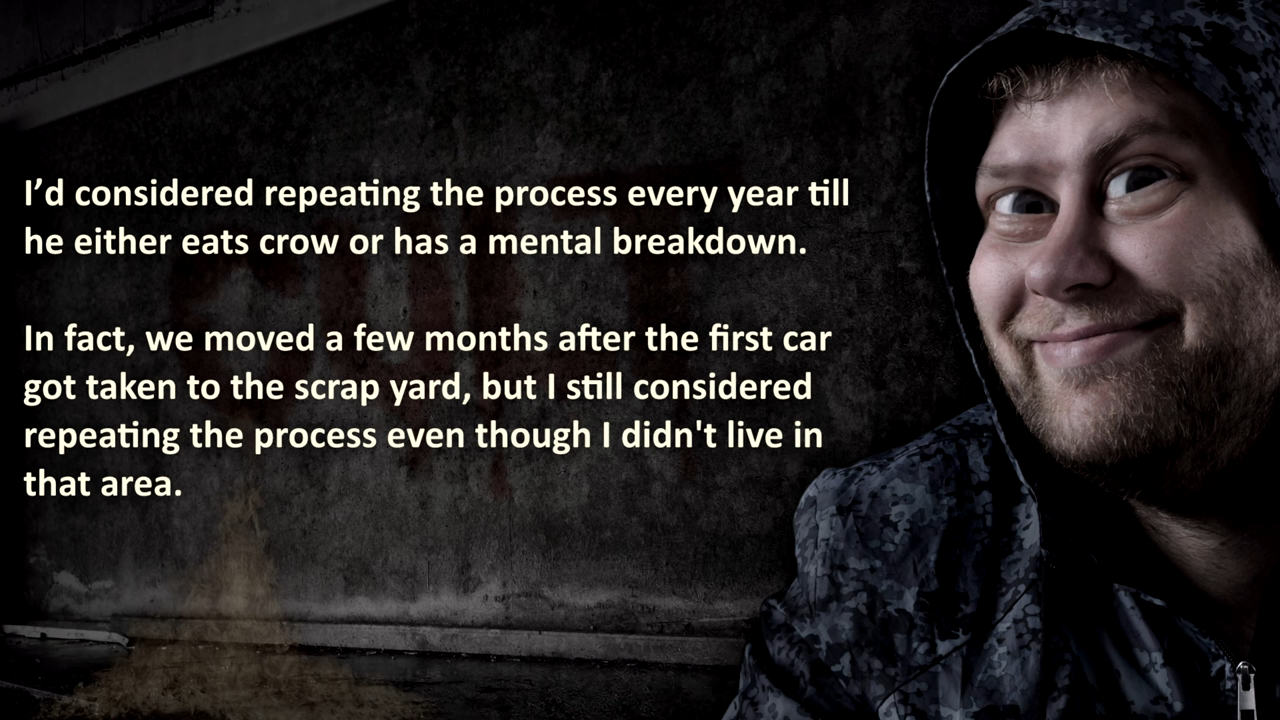 I’d considered repeating the process every year till
he either eats crow or has a mental breakdown.
In fact, we moved a few months after the first car
got taken to the scrap yard, but I still considered
repeating the process even though I didn't live in
that area.